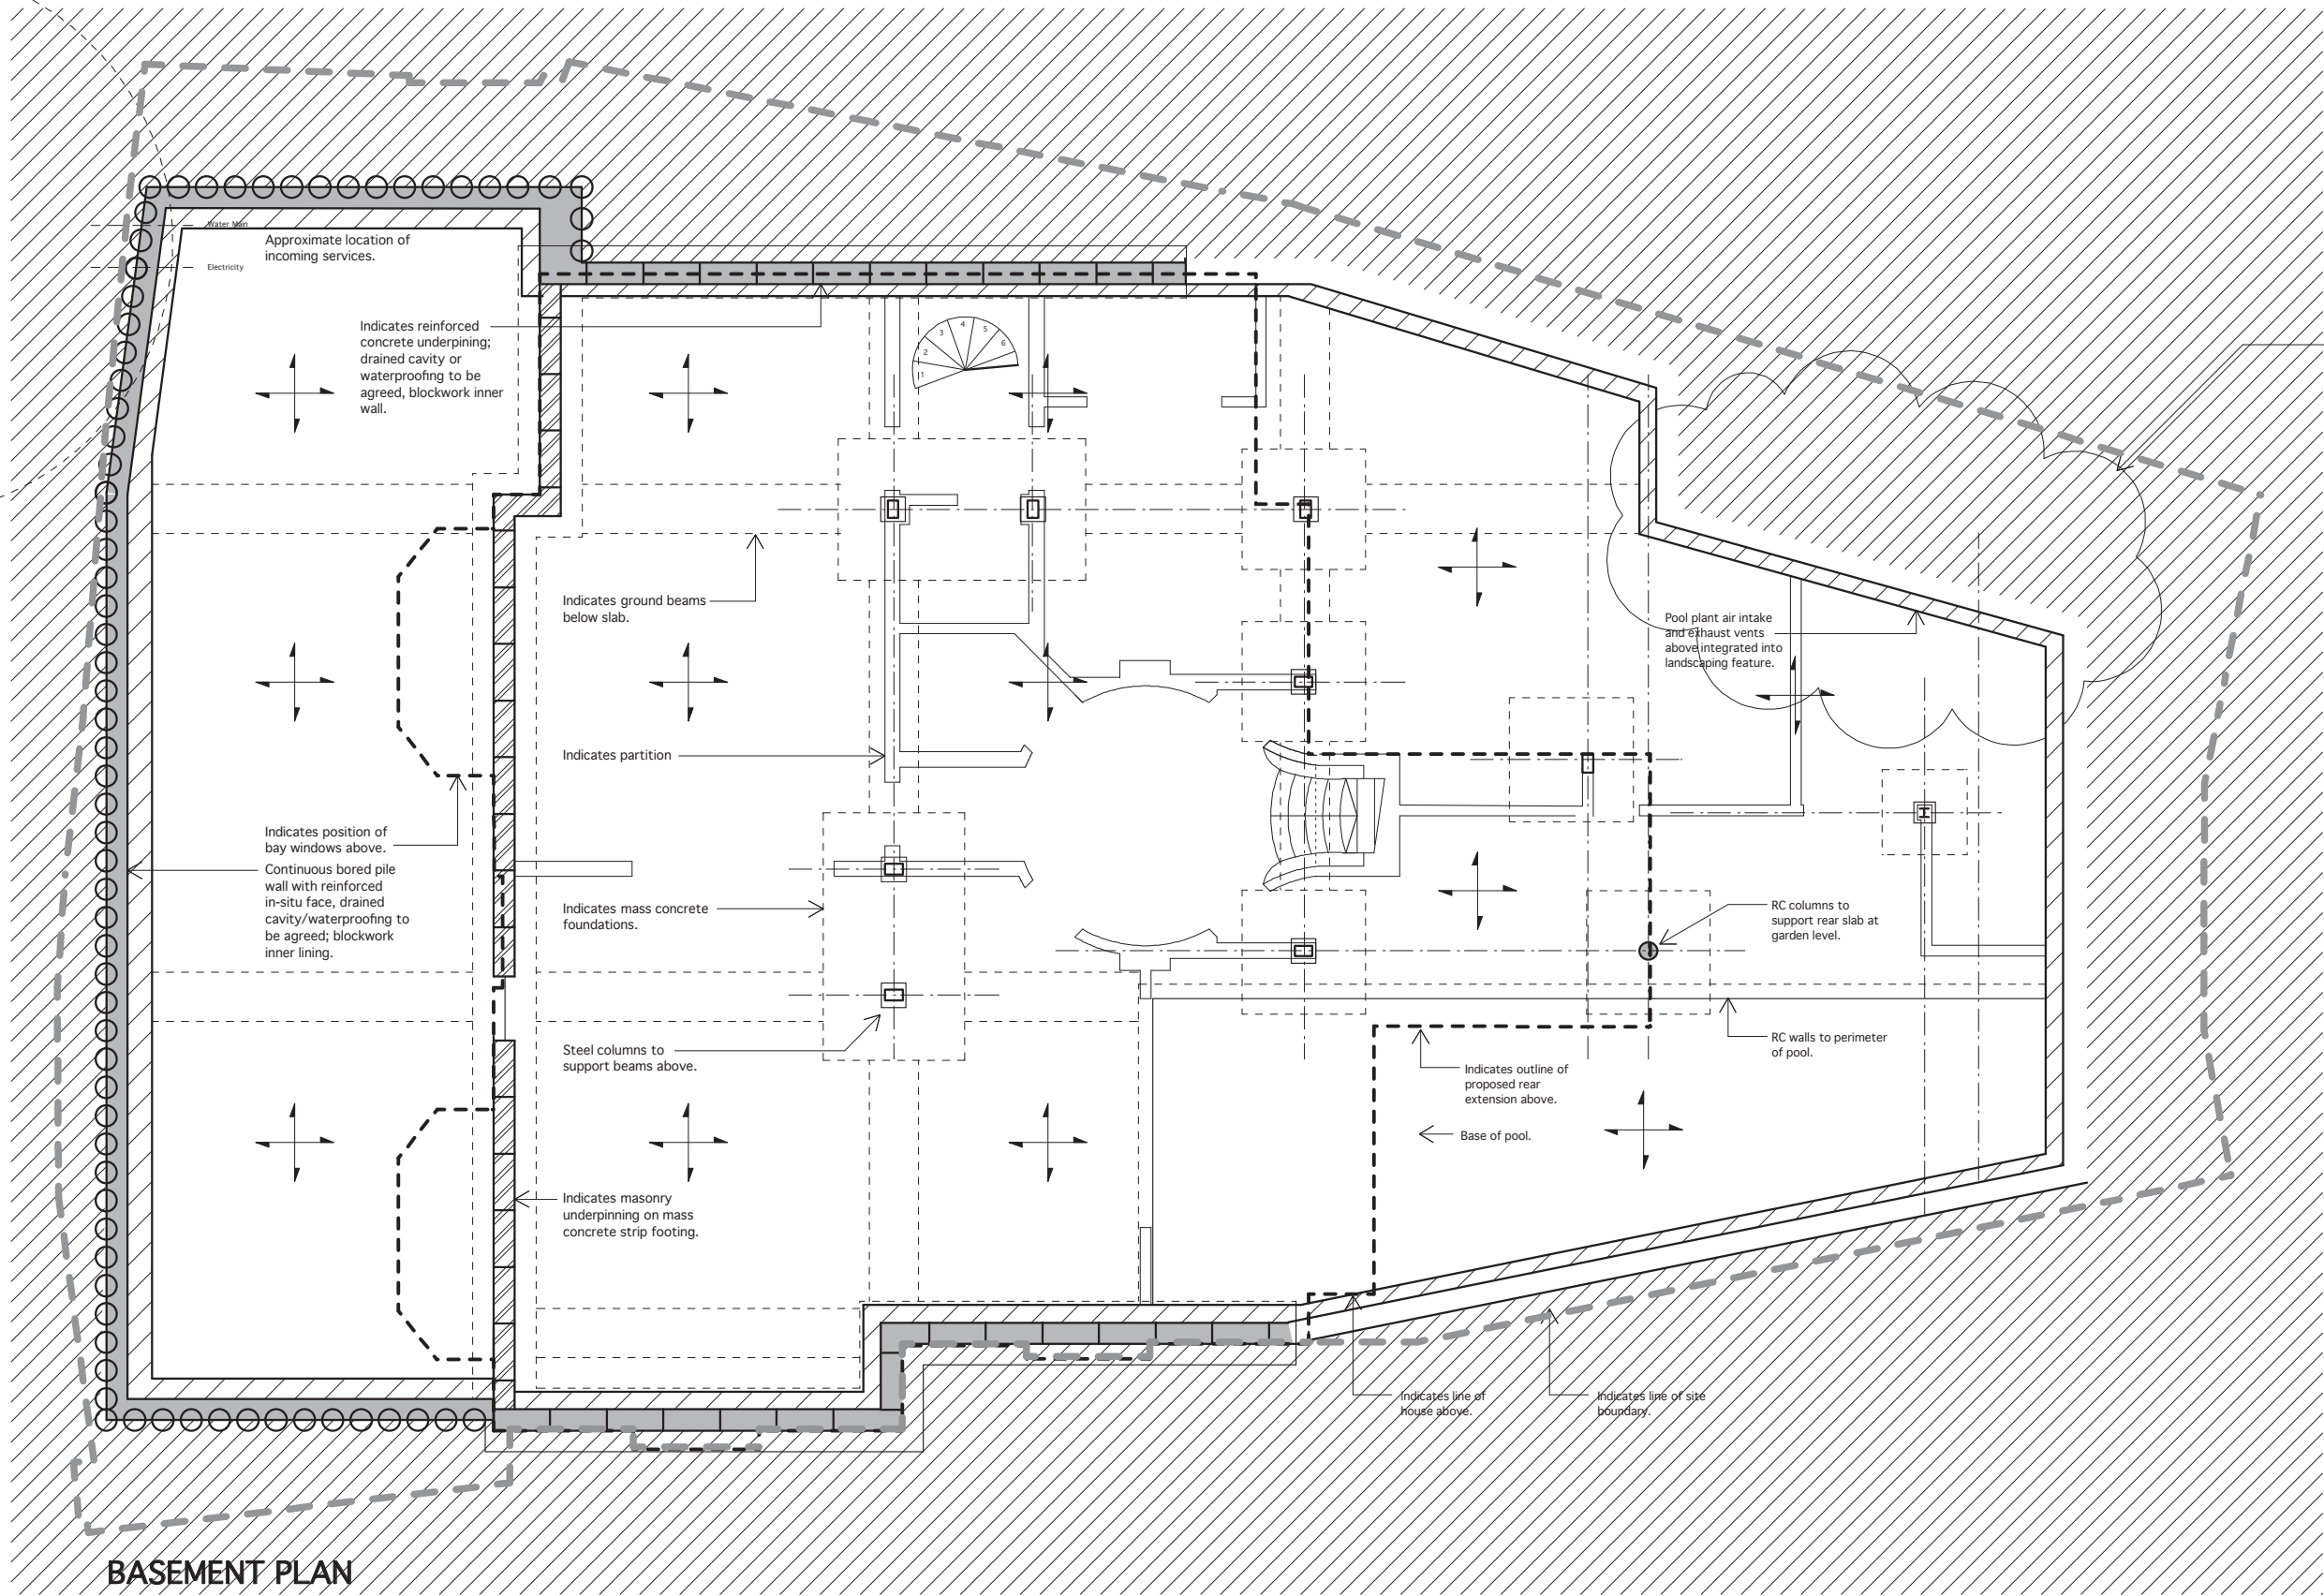 Water Main
Approximate location of
incoming services.
Electricity
Indicates reinforced
concrete underpining;
drained cavity or
waterproofing to be
agreed, blockwork inner
wall.
1
2
3
4
5
6
Indicates ground beams
below slab.
Pool plant air intake
and exhaust vents
above integrated into
landscaping feature.
Indicates partition
Indicates position of
bay windows above.
Continuous bored pile
wall with reinforced
in-situ face, drained
cavity/waterproofing to
be agreed; blockwork
inner lining.
Indicates mass concrete
foundations.
RC columns to
support rear slab at
garden level.
Steel columns to
support beams above.
RC walls to perimeter
of pool.
Indicates outline of
proposed rear
extension above.
Base of pool.
Indicates masonry
underpinning on mass
concrete strip footing.
Indicates line of
house above.
Indicates line of site
boundary.
BASEMENT PLAN